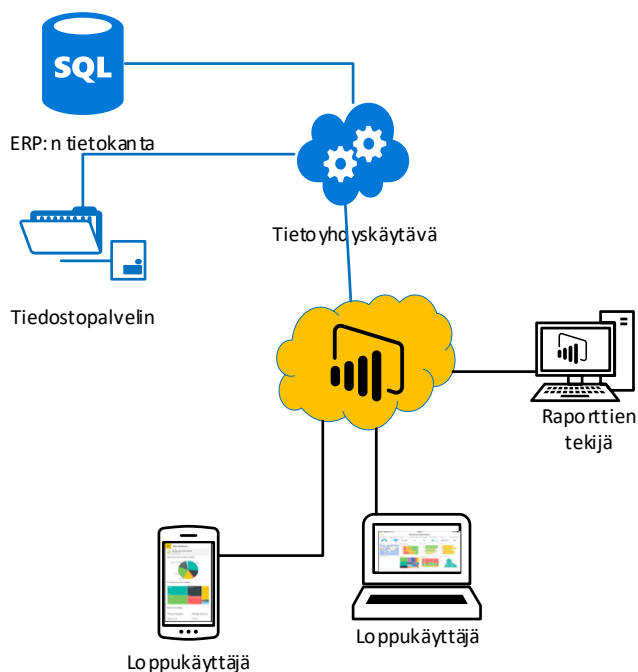 SQL
ERP:n tietokanta
Tietoyhdyskäytävä
Tiedostopalvelin
Raporttien
tekijä
Loppukäyttäjä
Loppukäyttäjä